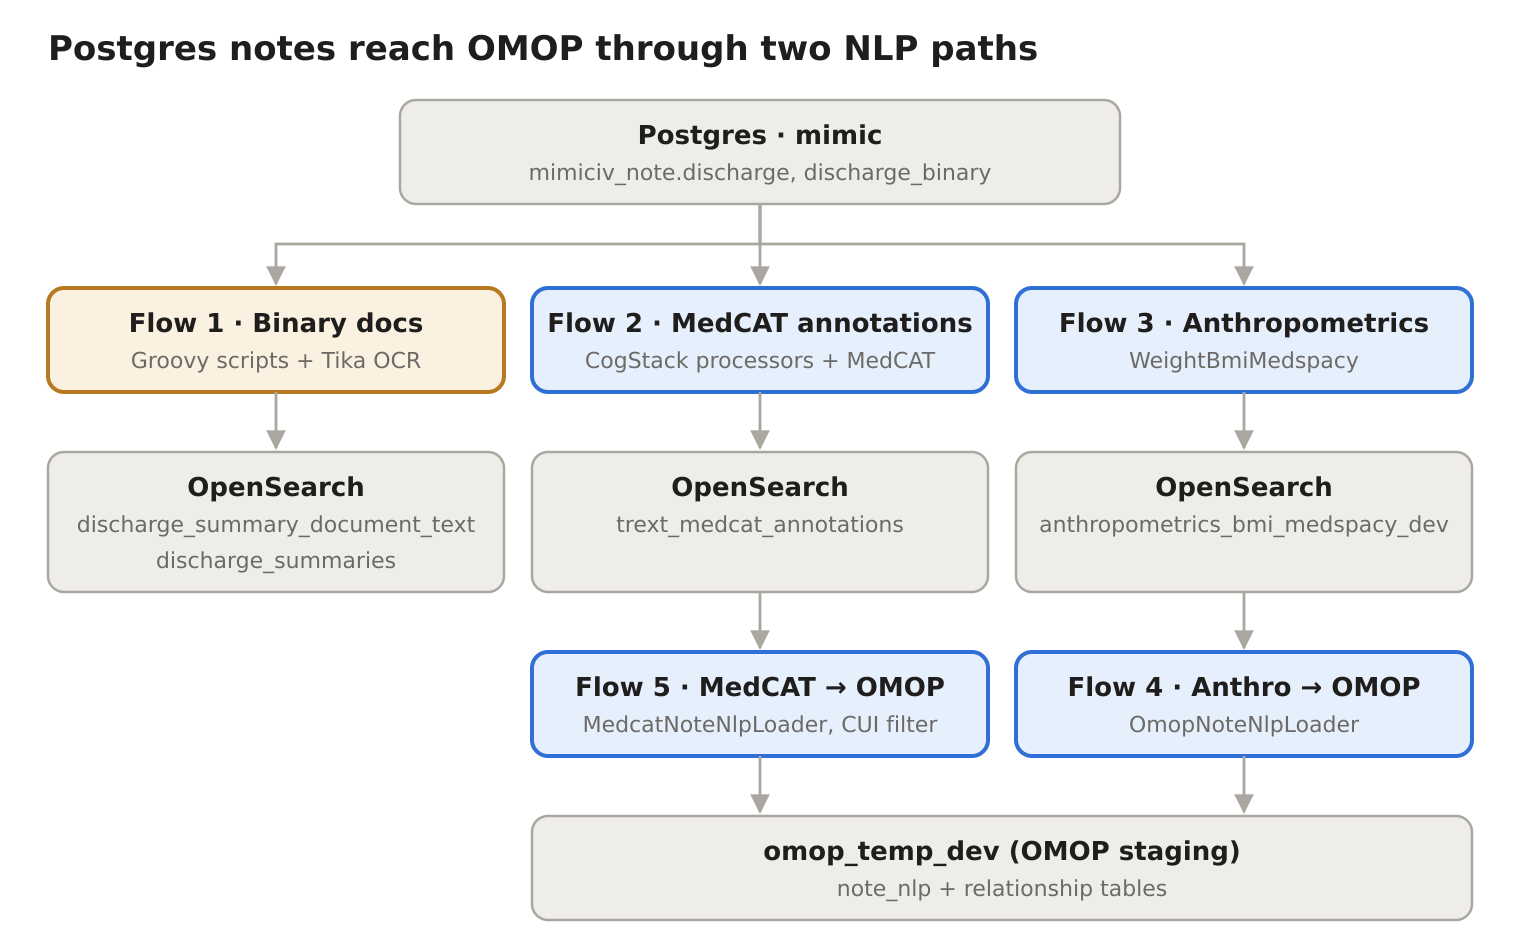 Postgres notes reach OMOP through two NLP paths
Postgres · mimic
mimiciv_note.discharge, discharge_binary
Flow 1 · Binary docs
Groovy scripts + Tika OCR
Flow 2 · MedCAT annotations
CogStack processors + MedCAT
Flow 3 · Anthropometrics
WeightBmiMedspacy
OpenSearch
discharge_summary_document_text
discharge_summaries
OpenSearch
trext_medcat_annotations
OpenSearch
anthropometrics_bmi_medspacy_dev
Flow 5 · MedCAT → OMOP
MedcatNoteNlpLoader, CUI filter
Flow 4 · Anthro → OMOP
OmopNoteNlpLoader
omop_temp_dev (OMOP staging)
note_nlp + relationship tables